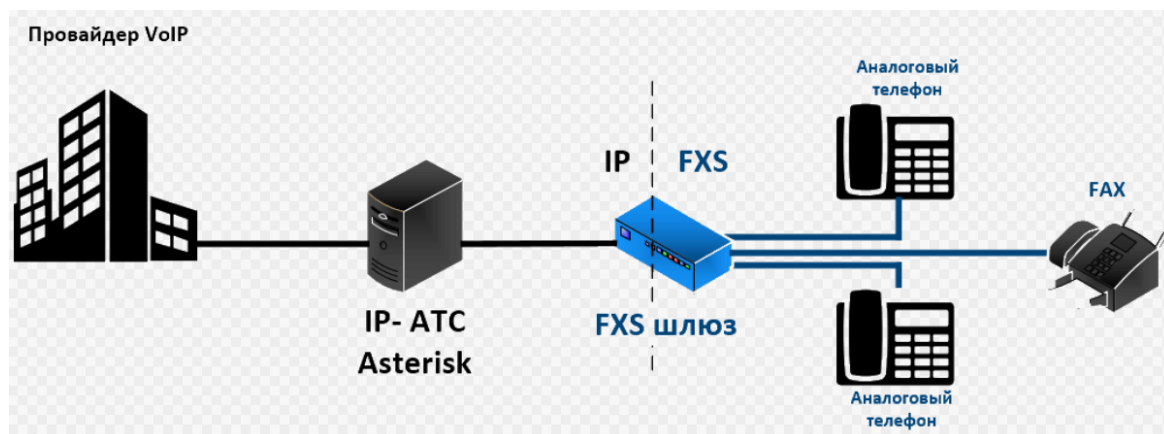 Провайдер VoIP
Аналоговый
телефон
IP
FXS
FAX
IP- АТС
Asterisk
FXS шлюз
Аналоговый
телефон